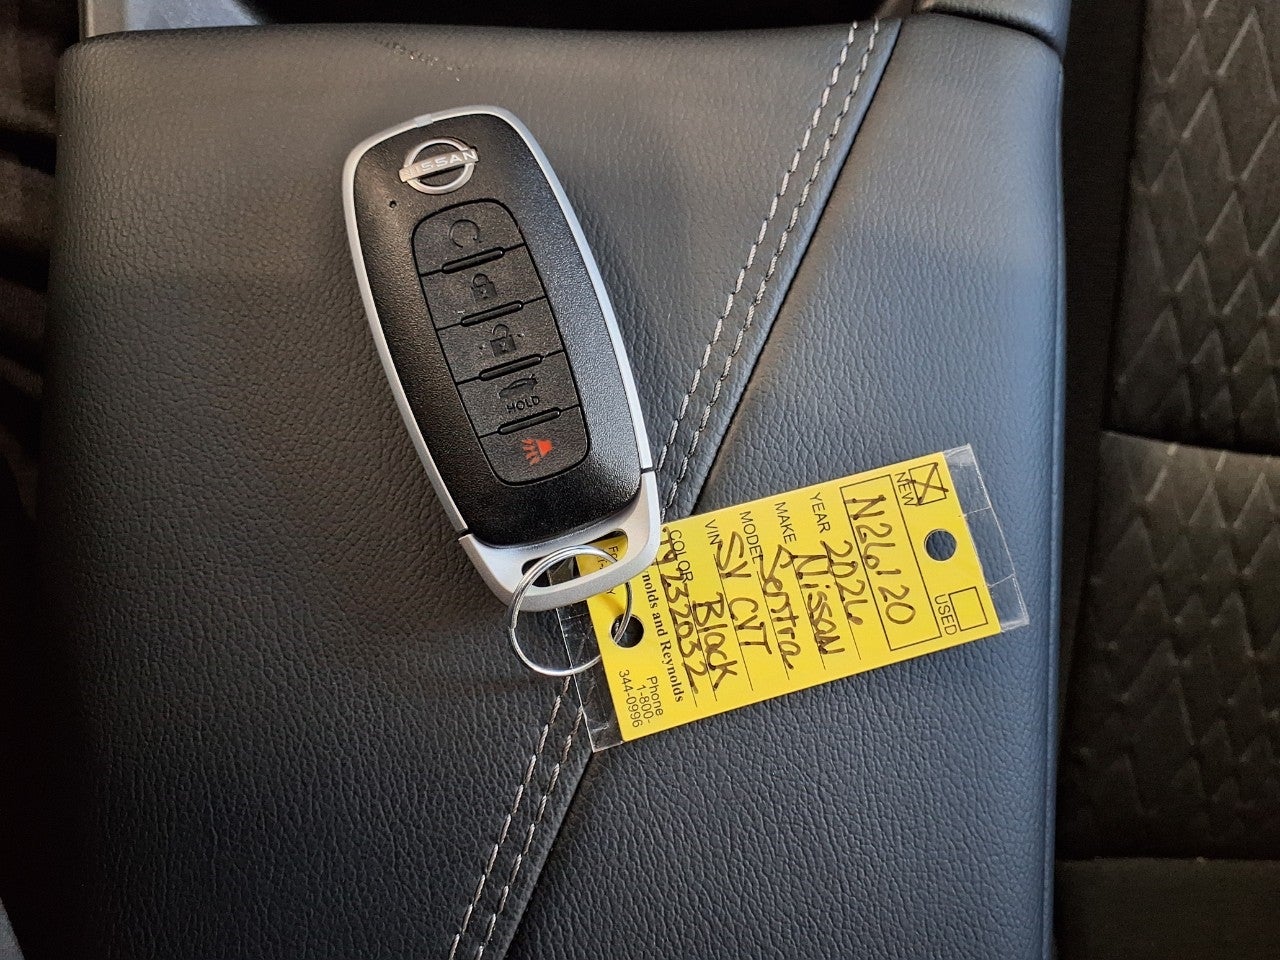 NISSAN
HOLD
NEW
USED
N26120
YEAR 2026
MAKE Nissan
MODEL Sentra
SV CVT
VIN
COLOR Black
Reynolds and Reynolds
Phone
1-800-
344-0996